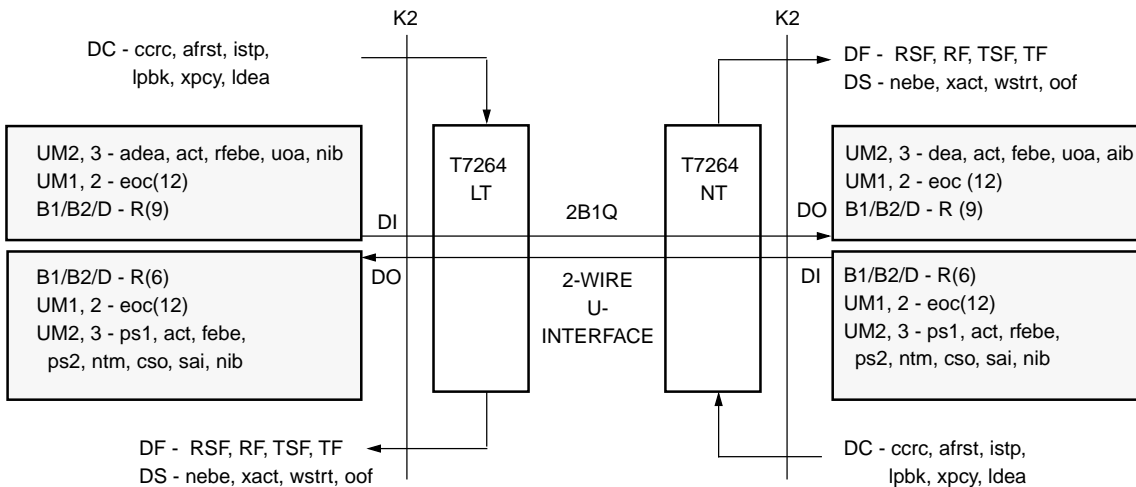 K2
K2
DC - ccrc, afrst, istp,
lpbk, xpcy, ldea
DF - RSF, RF, TSF, TF
DS - nebe, xact, wstrt, oof
UM2, 3 - adea, act, rfebe, uoa, nib
UM1, 2 - eoc(12)
B1/B2/D - R(9)
T7264
LT
T7264
NT
UM2, 3 - dea, act, febe, uoa, aib
UM1, 2 - eoc (12)
B1/B2/D - R (9)
DI
2B1Q
DO
B1/B2/D - R(6)
UM1, 2 - eoc(12)
UM2, 3 - ps1, act, febe,
ps2, ntm, cso, sai, nib
DO
2-WIRE
U-
INTERFACE
DI
B1/B2/D - R(6)
UM1, 2 - eoc(12)
UM2, 3 - ps1, act, rfebe,
ps2, ntm, cso, sai, nib
DF - RSF, RF, TSF, TF
DS - nebe, xact, wstrt, oof
DC - ccrc, afrst, istp,
lpbk, xpcy, ldea